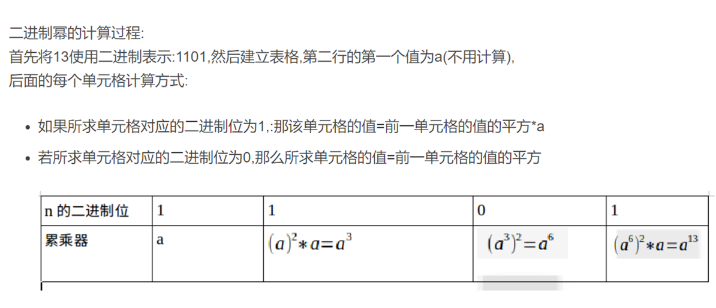 二进制幂的计算过程:
首先将13使用二进制表示:1101,然后建立表格,第二行的第一个值为a(不用计算),
后面的每个单元格计算方式:
• 如果所求单元格对应的二进制位为1,:那该单元格的值=前一单元格的值的平方*a
• 若所求单元格对应的二进制位为0,那么所求单元格的值=前一单元格的值的平方
n 的二进制位 1 1 0 1
累乘器 a (a)²*a=a³ (a³)²=a⁶ (a⁶)²*a=a¹³